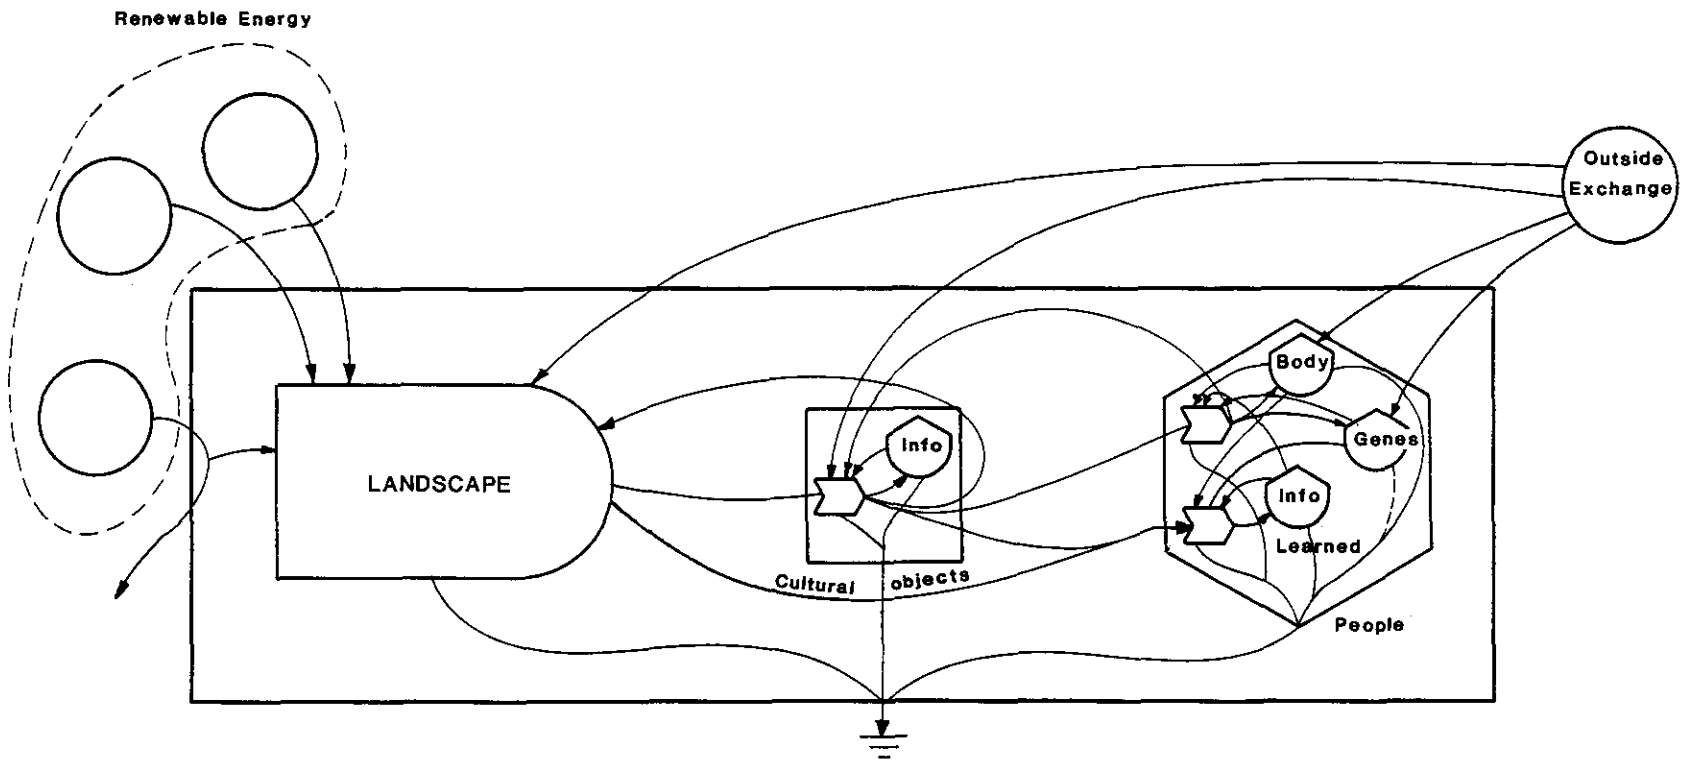 Renewable Energy
Outside
Exchange
Body
Genes
Info
LANDSCAPE
Info
Learned
Cultural objects
People